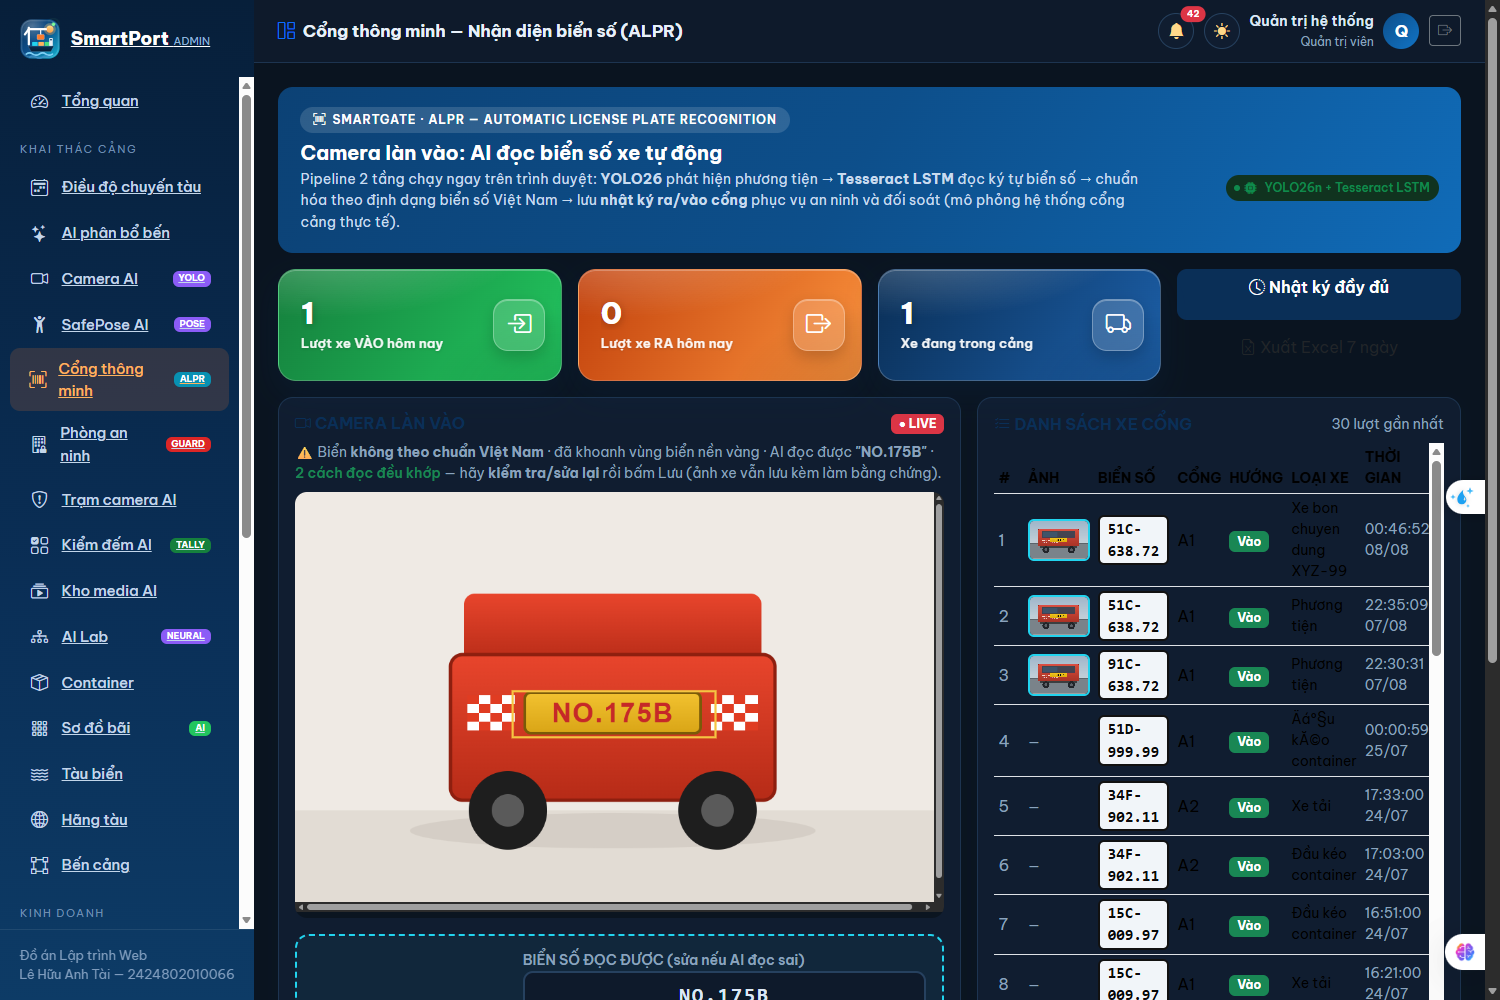 SmartPort ADMIN
Tổng quan
KHAI THÁC CẢNG
Điều độ chuyến tàu
AI phân bổ bến
Camera AI
YOLO
SafePose AI
POSE
Cổng thông
minh
ALPR
Phòng an
ninh
GUARD
Trạm camera AI
Kiểm đếm AI
TALLY
Kho media AI
AI Lab
NEURAL
Container
Sơ đồ bãi
AI
Tàu biển
Hãng tàu
Bến cảng
KINH DOANH
Đồ án Lập trình Web
Lê Hữu Anh Tài — 2424802010066
Cổng thông minh — Nhận diện biển số (ALPR)
42
Quản trị hệ thống
Quản trị viên
Q
SMARTGATE · ALPR — AUTOMATIC LICENSE PLATE RECOGNITION
Camera làn vào: AI đọc biển số xe tự động
Pipeline 2 tầng chạy ngay trên trình duyệt: YOLO26 phát hiện phương tiện → Tesseract LSTM đọc ký tự biển số → chuẩn
hóa theo định dạng biển số Việt Nam → lưu nhật ký ra/vào cổng phục vụ an ninh và đối soát (mô phỏng hệ thống cổng
cảng thực tế).
YOLO26n + Tesseract LSTM
1
Lượt xe VÀO hôm nay
0
Lượt xe RA hôm nay
1
Xe đang trong cảng
Nhật ký đầy đủ
Xuất Excel 7 ngày
CAMERA LÀN VÀO
LIVE
Biển không theo chuẩn Việt Nam · đã khoanh vùng biển nền vàng · AI đọc được "NO.175B" ·
2 cách đọc đều khớp — hãy kiểm tra/sửa lại rồi bấm Lưu (ảnh xe vẫn lưu kèm làm bằng chứng).
NO.175B
BIỂN SỐ ĐỌC ĐƯỢC (sửa nếu AI đọc sai)
NO.175B
DANH SÁCH XE CỔNG
30 lượt gần nhất
# ẢNH BIỂN SỐ CỔNG HƯỚNG LOẠI XE THỜI GIAN
1 51C-638.72 A1 Vào Xe bon chuyen dung XYZ-99 00:46:52 08/08
2 51C-638.72 A1 Vào Phương tiện 22:35:09 07/08
3 91C-638.72 A1 Vào Phương tiện 22:30:31 07/08
4 — 51D-999.99 A1 Vào Äáº§u kÃ©o container 00:00:59 25/07
5 — 34F-902.11 A2 Vào Xe tải 17:33:00 24/07
6 — 34F-902.11 A2 Vào Đầu kéo container 17:03:00 24/07
7 — 15C-009.97 A1 Vào Đầu kéo container 16:51:00 24/07
8 — 15C-009.97 A1 Vào Xe tải 16:21:00 24/07